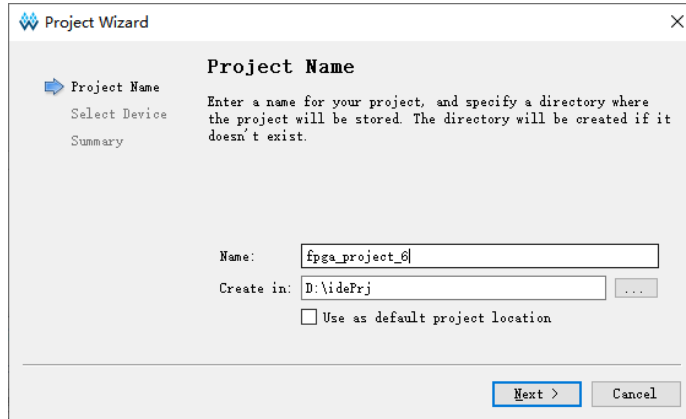 Project Wizard
Project Name
Select Device
Summary
Project Name
Enter a name for your project, and specify a directory where
the project will be stored. The directory will be created if it
doesn't exist.
Name: fpga_project_6
Create in: D:\idePrj ...
Use as default project location
Next > Cancel